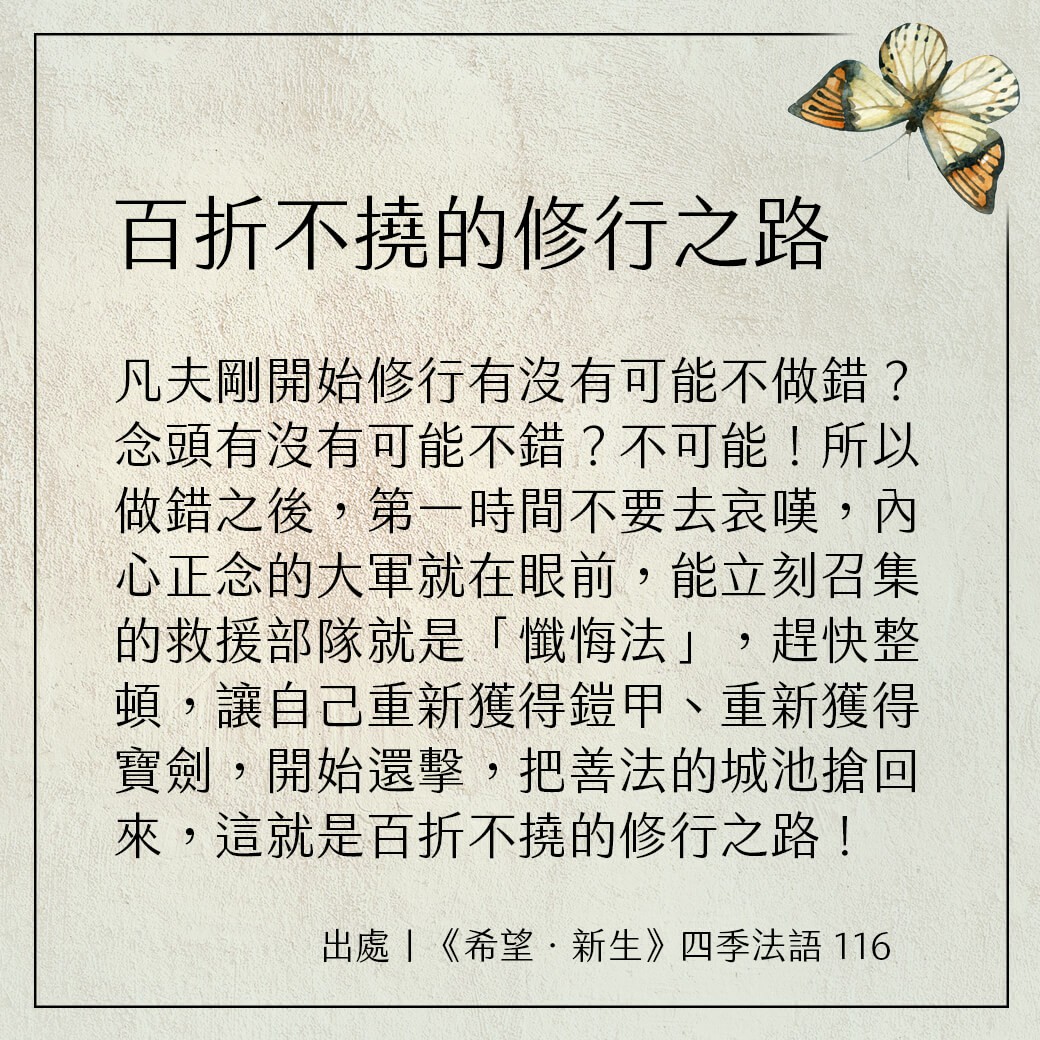 百折不撓的修行之路
凡夫剛開始修行有沒有可能不做錯？
念頭有沒有可能不錯？不可能！所以
做錯之後，第一時間不要去哀嘆，內
心正念的大軍就在眼前，能立刻召集
的救援部隊就是「懺悔法」，趕快整
頓，讓自己重新獲得鎧甲、重新獲得
寶劍，開始還擊，把善法的城池搶回
來，這就是百折不撓的修行之路！
出處｜《希望．新生》四季法語 116